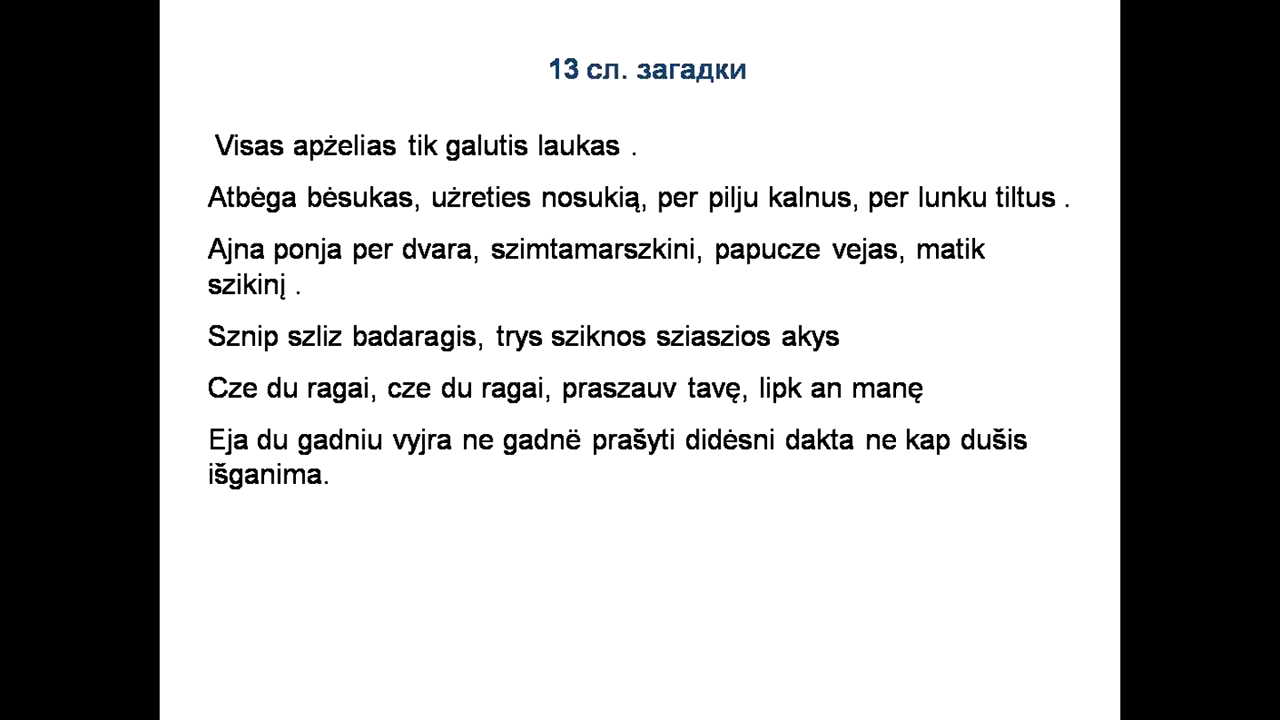 13 сл. загадки
Visas apżelias tik galutis laukas .
Atbėga bėsukas, użreties nosukią, per pilju kalnus, per lunku tiltus .
Ajna ponja per dvara, szimtamarszkini, papucze vejas, matik
szikinį .
Sznip szliz badaragis, trys sziknos sziaszios akys
Cze du ragai, cze du ragai, praszauv tavę, lipk an manę
Eja du gadniu vyjra ne gadnë prašyti didėsni dakta ne kap dušis
išganima.